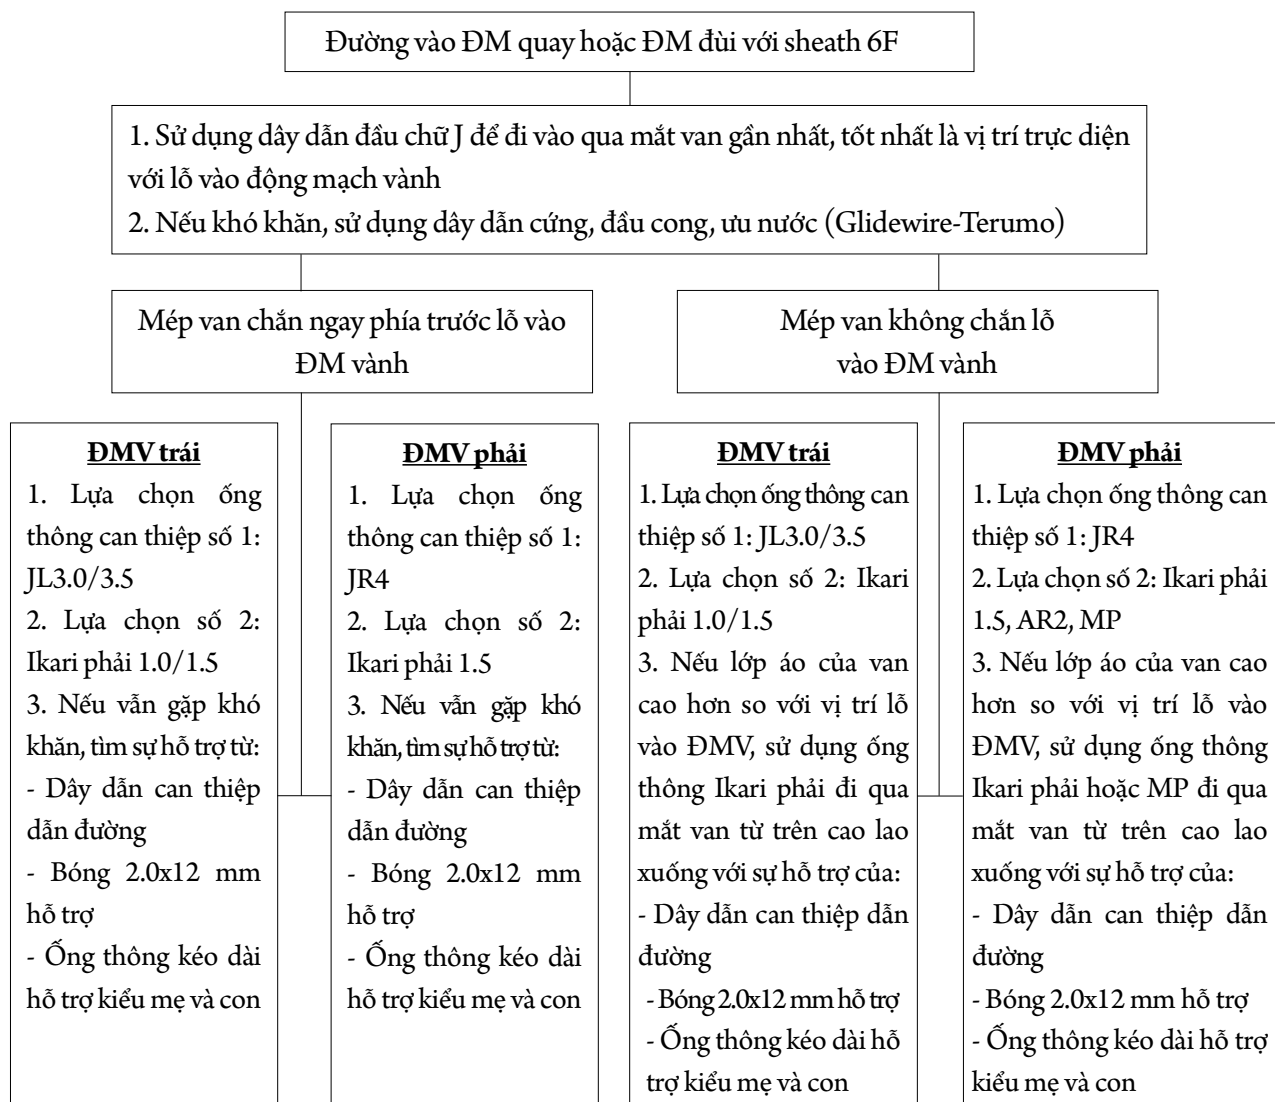 Đường vào ĐM quay hoặc ĐM đùi với sheath 6F
1. Sử dụng dây dẫn đầu chữ J để đi vào qua mắt van gần nhất, tốt nhất là vị trí trực diện
với lỗ vào động mạch vành
2. Nếu khó khăn, sử dụng dây dẫn cứng, đầu cong, ưu nước (Glidewire-Terumo)
Mép van chắn ngay phía trước lỗ vào
ĐM vành
Mép van không chắn lỗ
vào ĐM vành
ĐMV trái
1. Lựa chọn ống
thông can thiệp số 1:
JL3.0/3.5
2. Lựa chọn số 2:
Ikari phải 1.0/1.5
3. Nếu vẫn gặp khó
khăn, tìm sự hỗ trợ từ:
- Dây dẫn can thiệp
dẫn đường
- Bóng 2.0x12 mm
hỗ trợ
- Ống thông kéo dài
hỗ trợ kiểu mẹ và con
ĐMV phải
1. Lựa chọn ống
thông can thiệp số 1:
JR4
2. Lựa chọn số 2:
Ikari phải 1.5
3. Nếu vẫn gặp khó
khăn, tìm sự hỗ trợ từ:
- Dây dẫn can thiệp
dẫn đường
- Bóng 2.0x12 mm
hỗ trợ
- Ống thông kéo dài
hỗ trợ kiểu mẹ và con
ĐMV trái
1. Lựa chọn ống thông can
thiệp số 1: JL3.0/3.5
2. Lựa chọn số 2: Ikari
phải 1.0/1.5
3. Nếu lớp áo của van
cao hơn so với vị trí lỗ
vào ĐMV, sử dụng ống
thông Ikari phải đi qua
mắt van từ trên cao lao
xuống với sự hỗ trợ của:
- Dây dẫn can thiệp dẫn
đường
- Bóng 2.0x12 mm hỗ trợ
- Ống thông kéo dài hỗ
trợ kiểu mẹ và con
ĐMV phải
1. Lựa chọn ống thông can
thiệp số 1: JR4
2. Lựa chọn số 2: Ikari phải
1.5, AR2, MP
3. Nếu lớp áo của van cao
hơn so với vị trí lỗ vào
ĐMV, sử dụng ống thông
Ikari phải hoặc MP đi qua
mắt van từ trên cao lao
xuống với sự hỗ trợ của:
- Dây dẫn can thiệp dẫn
đường
- Bóng 2.0x12 mm hỗ trợ
- Ống thông kéo dài hỗ trợ
kiểu mẹ và con